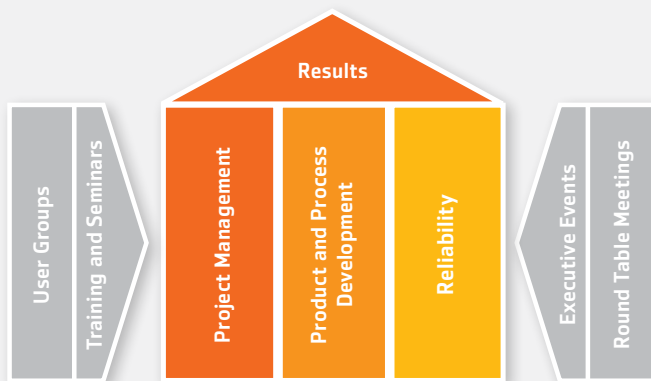 Results
User Groups
Training and Seminars
Project Management
Product and Process
Development
Reliability
Executive Events
Round Table Meetings